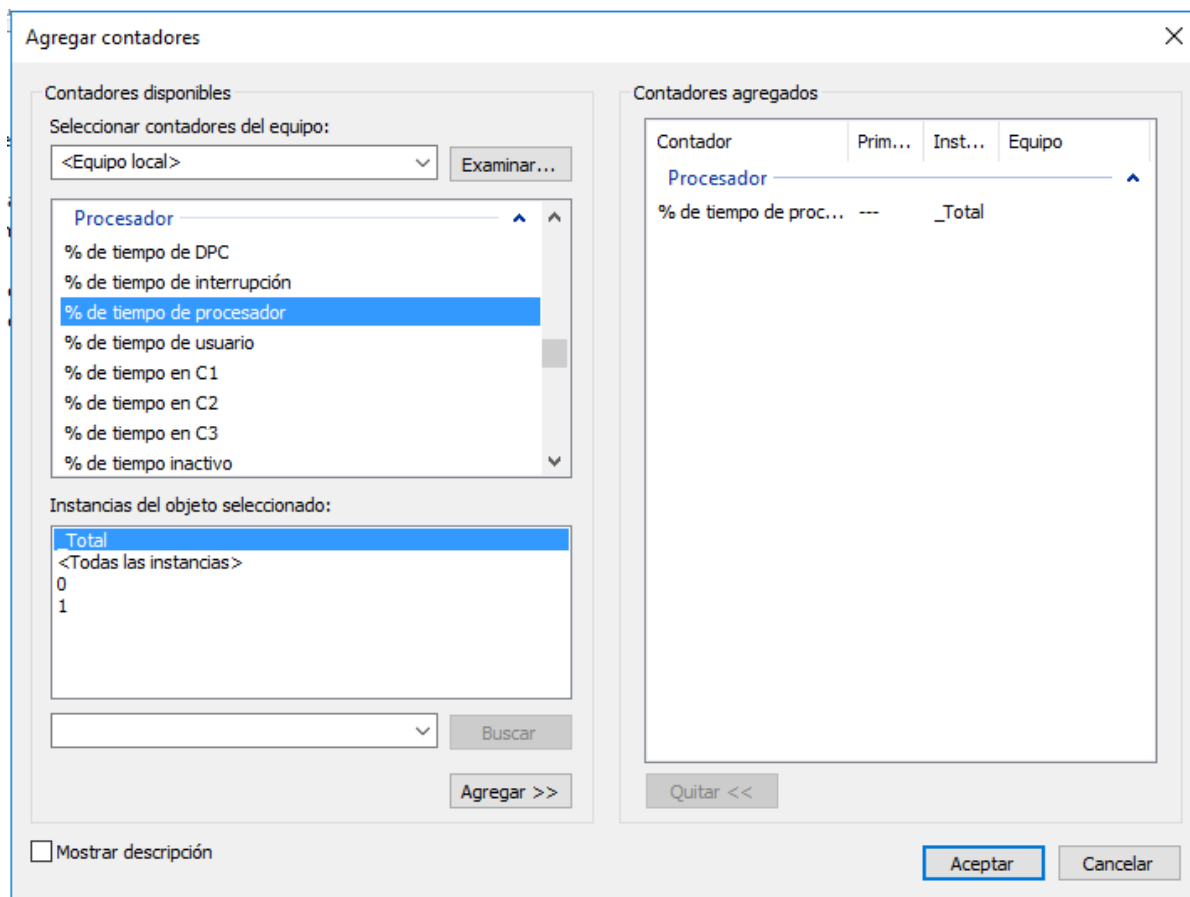 Agregar contadores
Contadores disponibles
Seleccionar contadores del equipo:
<Equipo local>
Examinar...
Procesador
% de tiempo de DPC
% de tiempo de interrupción
% de tiempo de procesador
% de tiempo de usuario
% de tiempo en C1
% de tiempo en C2
% de tiempo en C3
% de tiempo inactivo
Instancias del objeto seleccionado:
_Total
<Todas las instancias>
0
1
Buscar
Agregar >>
Contadores agregados
Contador Prim... Inst... Equipo
Procesador
% de tiempo de proc... --- _Total
Quitar <<
Mostrar descripción
Aceptar
Cancelar